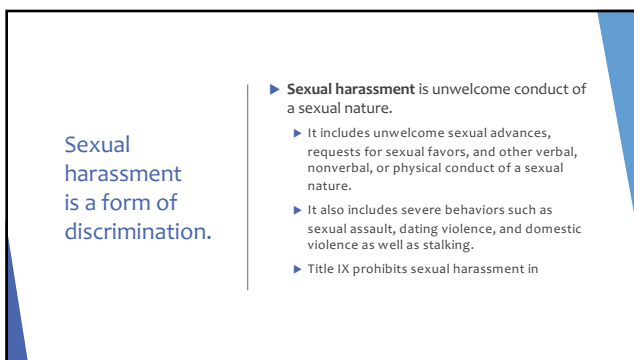 Sexual
harassment
is a form of
discrimination.
▶ Sexual harassment is unwelcome conduct of
a sexual nature.
▶ It includes unwelcome sexual advances,
requests for sexual favors, and other verbal,
nonverbal, or physical conduct of a sexual
nature.
▶ It also includes severe behaviors such as
sexual assault, dating violence, and domestic
violence as well as stalking.
▶ Title IX prohibits sexual harassment in